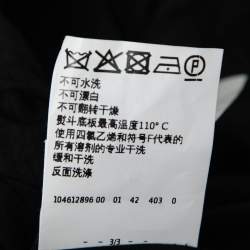 不可水洗
不可漂白
不可翻转干燥
熨斗底板最高温度110°C
使用四氯乙烯和符号F代表的
所有溶剂的专业干洗
缓和干洗
反面洗涤
104612896 00 01 42 403 0
- - 3/3 - -